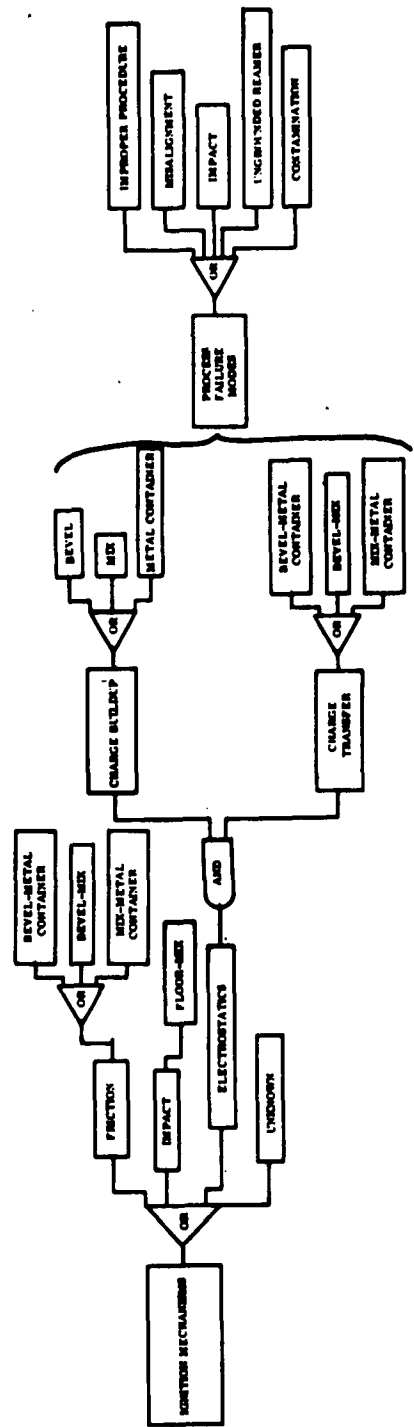 IGNITION MECHANISMS
OR
FRICTION
OR
BEVEL-METAL
CONTAINER
BEVEL-MIX
MIX-METAL
CONTAINER
IMPACT
FLOOR-MIX
ELECTROSTATICS
AND
UNKNOWN
CHARGE BUILDUP
OR
BEVEL
MIX
METAL CONTAINER
CHARGE
TRANSFER
OR
BEVEL-METAL
CONTAINER
BEVEL-MIX
MIX-METAL
CONTAINER
PROCESS
FAILURE
MODES
OR
IMPROPER PROCEDURE
MISALIGNMENT
IMPACT
UNGROUNDED REAMER
CONTAMINATION